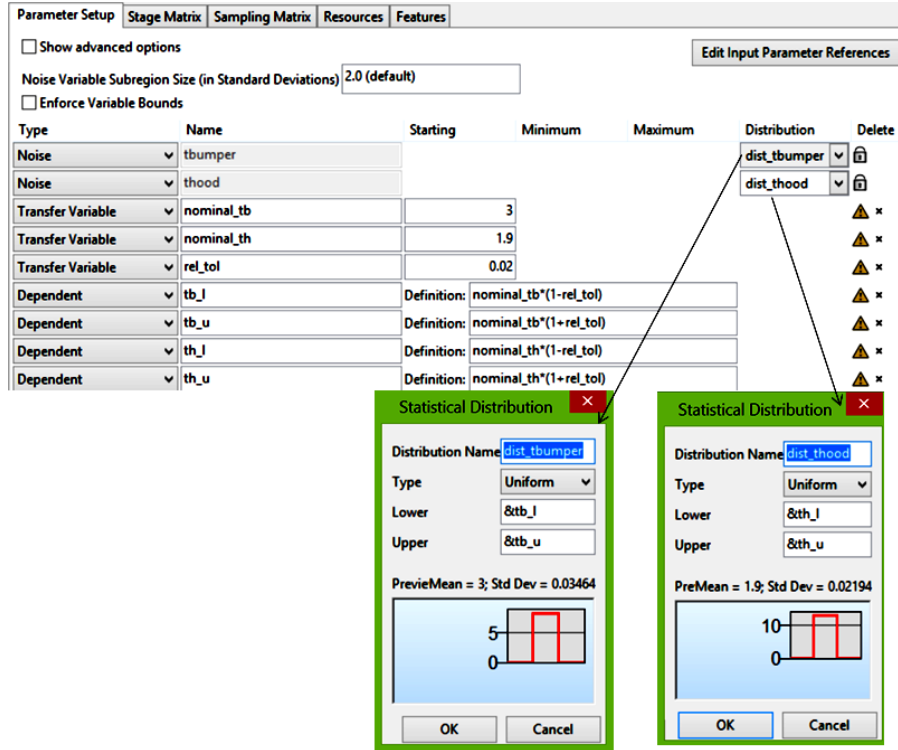 Parameter Setup Stage Matrix Sampling Matrix Resources Features
Show advanced options
Edit Input Parameter References
Noise Variable Subregion Size (in Standard Deviations) 2.0 (default)
Enforce Variable Bounds
Type Name Starting Minimum Maximum Distribution Delete
Noise tbumper dist_tbumper
Noise thood dist_thood
Transfer Variable nominal_tb 3
Transfer Variable nominal_th 1.9
Transfer Variable rel_tol 0.02
Dependent tb_l Definition: nominal_tb*(1-rel_tol)
Dependent tb_u Definition: nominal_tb*(1+rel_tol)
Dependent th_l Definition: nominal_th*(1-rel_tol)
Dependent th_u Definition: nominal_th*(1+rel_tol)
Statistical Distribution
Distribution Name dist_tbumper
Type Uniform
Lower &tb_l
Upper &tb_u
PrevieMean = 3; Std Dev = 0.03464
5
0
OK Cancel
Statistical Distribution
Distribution Name dist_thood
Type Uniform
Lower &th_l
Upper &th_u
PreMean = 1.9; Std Dev = 0.02194
10
0
OK Cancel